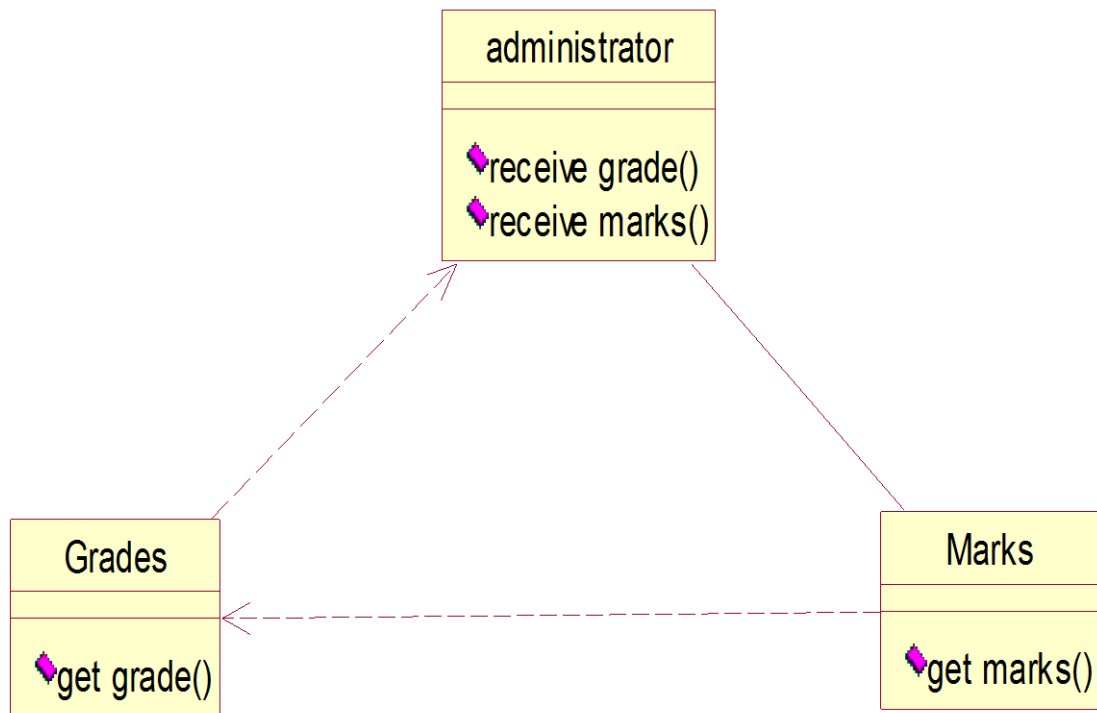 administrator
receive grade()
receive marks()
Grades
get grade()
Marks
get marks()